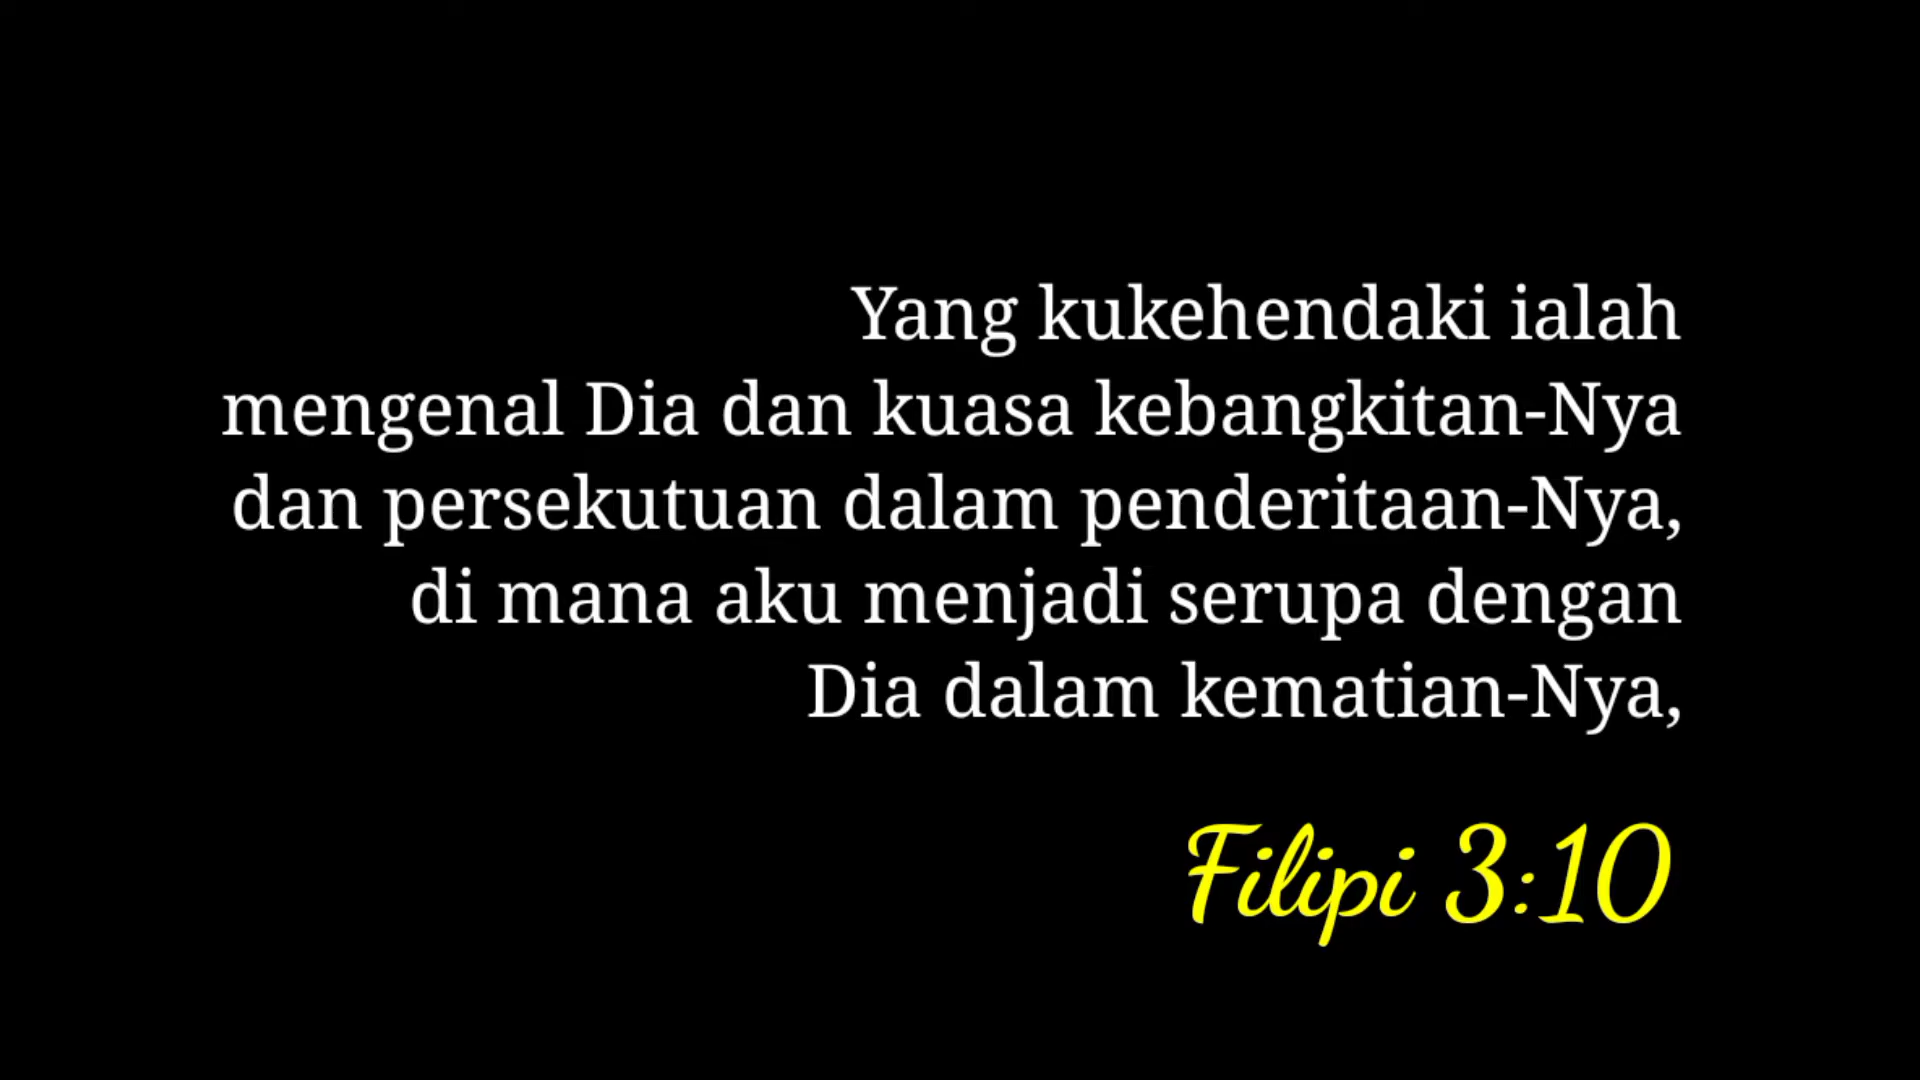 Yang kukehendaki ialah
mengenal Dia dan kuasa kebangkitan-Nya
dan persekutuan dalam penderitaan-Nya,
di mana aku menjadi serupa dengan
Dia dalam kematian-Nya,
Filipi 3:10